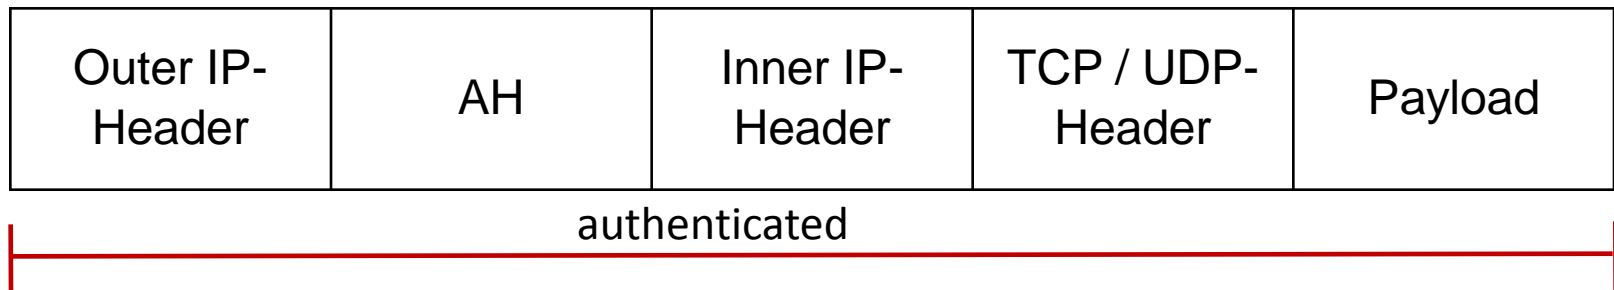 Outer IP-
Header
AH
Inner IP-
Header
TCP / UDP-
Header
Payload
authenticated